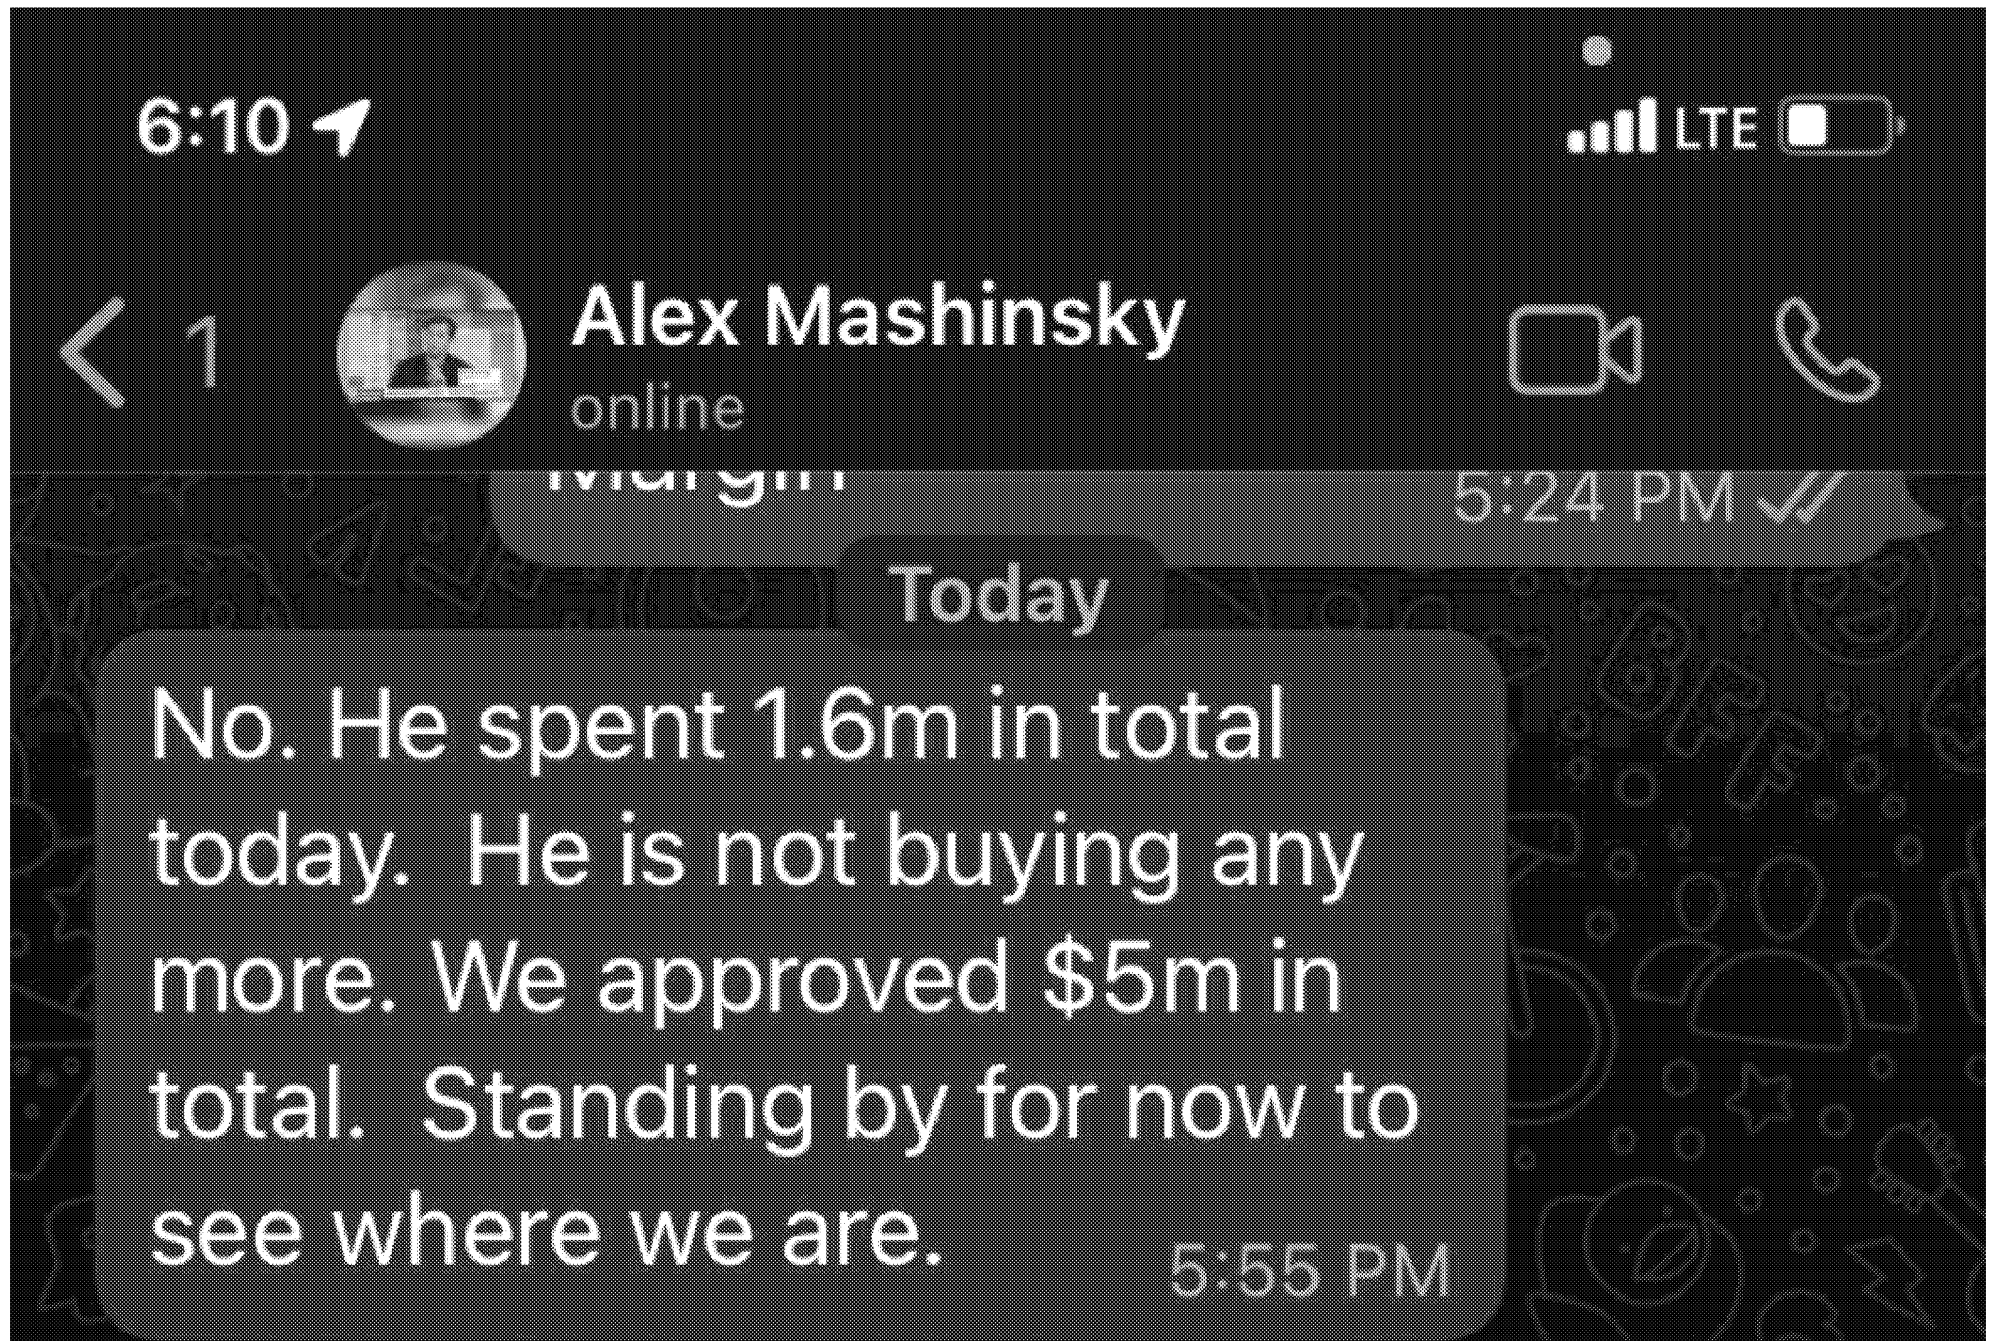 6:10
LTE
1
Alex Mashinsky
online
Margin
5:24 PM
Today
No. He spent 1.6m in total
today.  He is not buying any
more. We approved $5m in
total.  Standing by for now to
see where we are.
5:55 PM